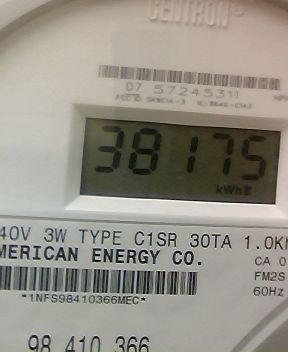 CENTRON®
07 57245311
38175
kWh
40V 3W TYPE C1SR 30TA 1.0K
MERICAN ENERGY CO.
CA 0
FM2S
60Hz
*1NFS98410366MEC*
98 410 366